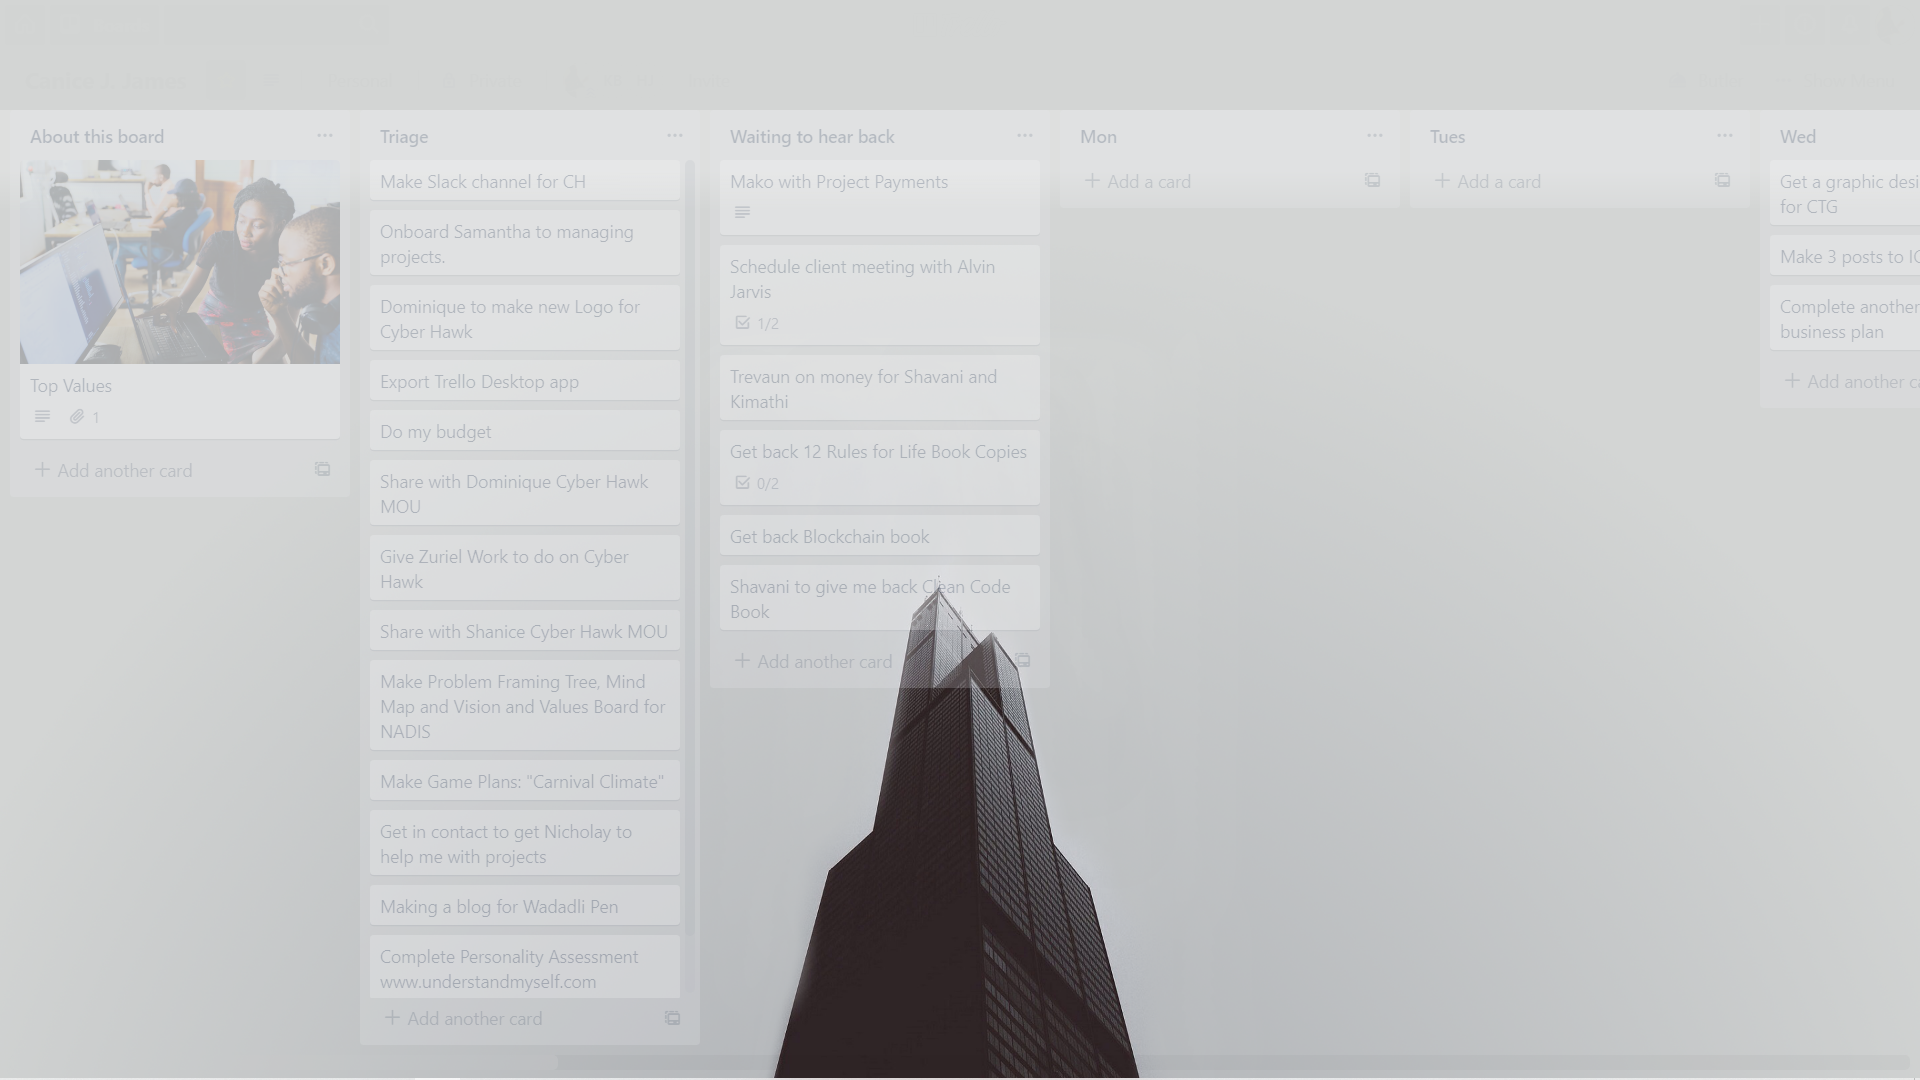 About this board
Top Values
1
Add another card
Triage
Make Slack channel for CH
Onboard Samantha to managing
projects.
Dominique to make new Logo for
Cyber Hawk
Export Trello Desktop app
Do my budget
Share with Dominique Cyber Hawk
MOU
Give Zuriel Work to do on Cyber
Hawk
Share with Shanice Cyber Hawk MOU
Make Problem Framing Tree, Mind
Map and Vision and Values Board for
NADIS
Make Game Plans: "Carnival Climate"
Get in contact to get Nicholay to
help me with projects
Making a blog for Wadadli Pen
Complete Personality Assessment
www.understandmyself.com
Add another card
Waiting to hear back
Mako with Project Payments
Schedule client meeting with Alvin
Jarvis
1/2
Trevaun on money for Shavani and
Kimathi
Get back 12 Rules for Life Book Copies
0/2
Get back Blockchain book
Shavani to give me back Clean Code
Book
Add another card
Mon
Add a card
Tues
Add a card
Wed
Get a graphic
for CTG
Make 3 posts to
Complete another
business plan
Add another